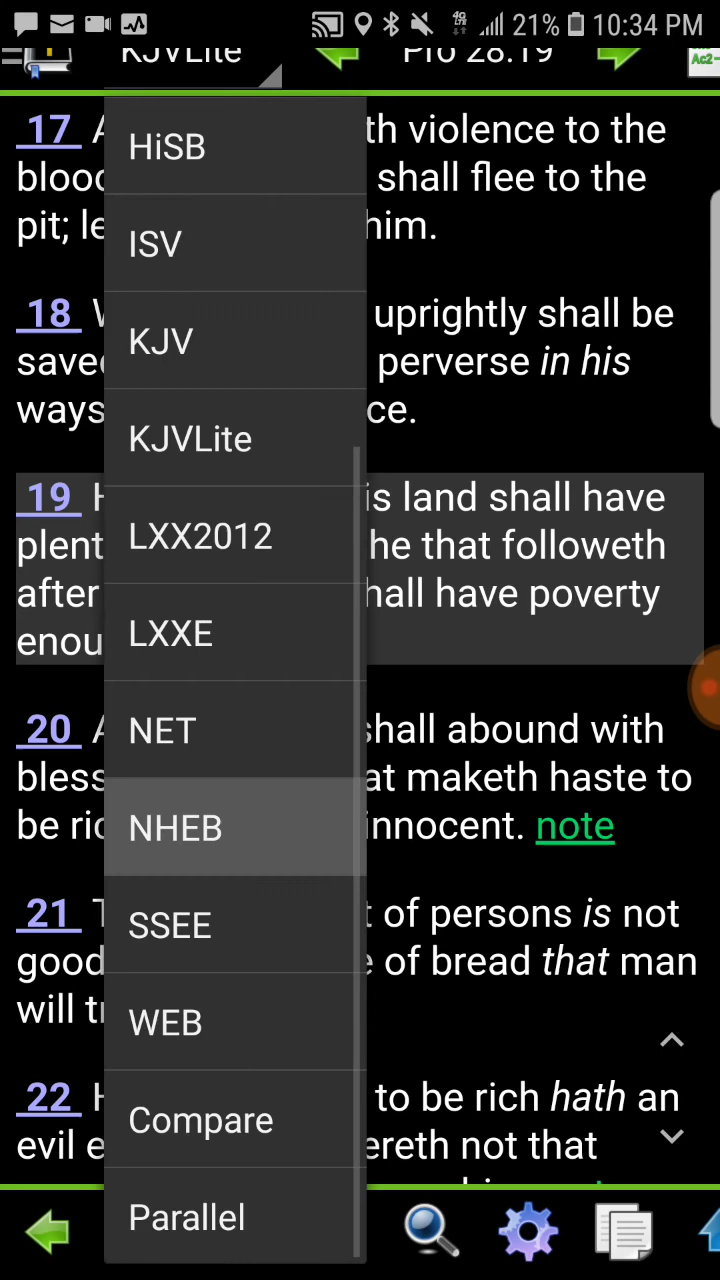 4G LTE 21% 10:34 PM
KJVLite Pro 28:19 Ac2-
17 th violence to the
HiSB
shall flee to the
pit; him.
ISV
18 uprightly shall be
KJV
perverse in his
ways ce.
KJVLite
19 is land shall have
LXX2012
plent he that followeth
after hall have poverty
LXXE
enou
20 shall abound with
NET
bless at maketh haste to
be ric innocent. note
NHEB
21 t of persons is not
SSEE
good e of bread that man
will
WEB
22 to be rich hath an
Compare
evil e ereth not that
Parallel